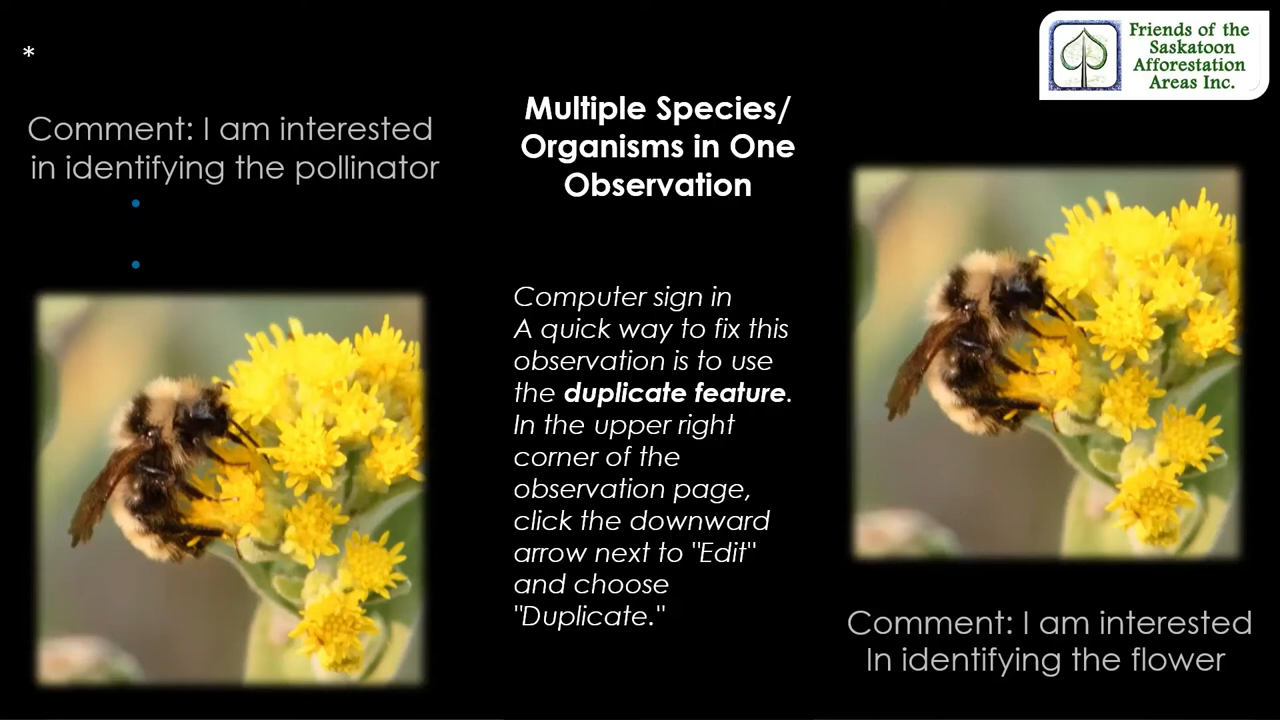 *
Friends of the
Saskatoon
Afforestation
Areas Inc.
Comment: I am interested
in identifying the pollinator
Multiple Species/
Organisms in One
Observation
Computer sign in
A quick way to fix this
observation is to use
the duplicate feature.
In the upper right
corner of the
observation page,
click the downward
arrow next to "Edit"
and choose
"Duplicate."
Comment: I am interested
In identifying the flower